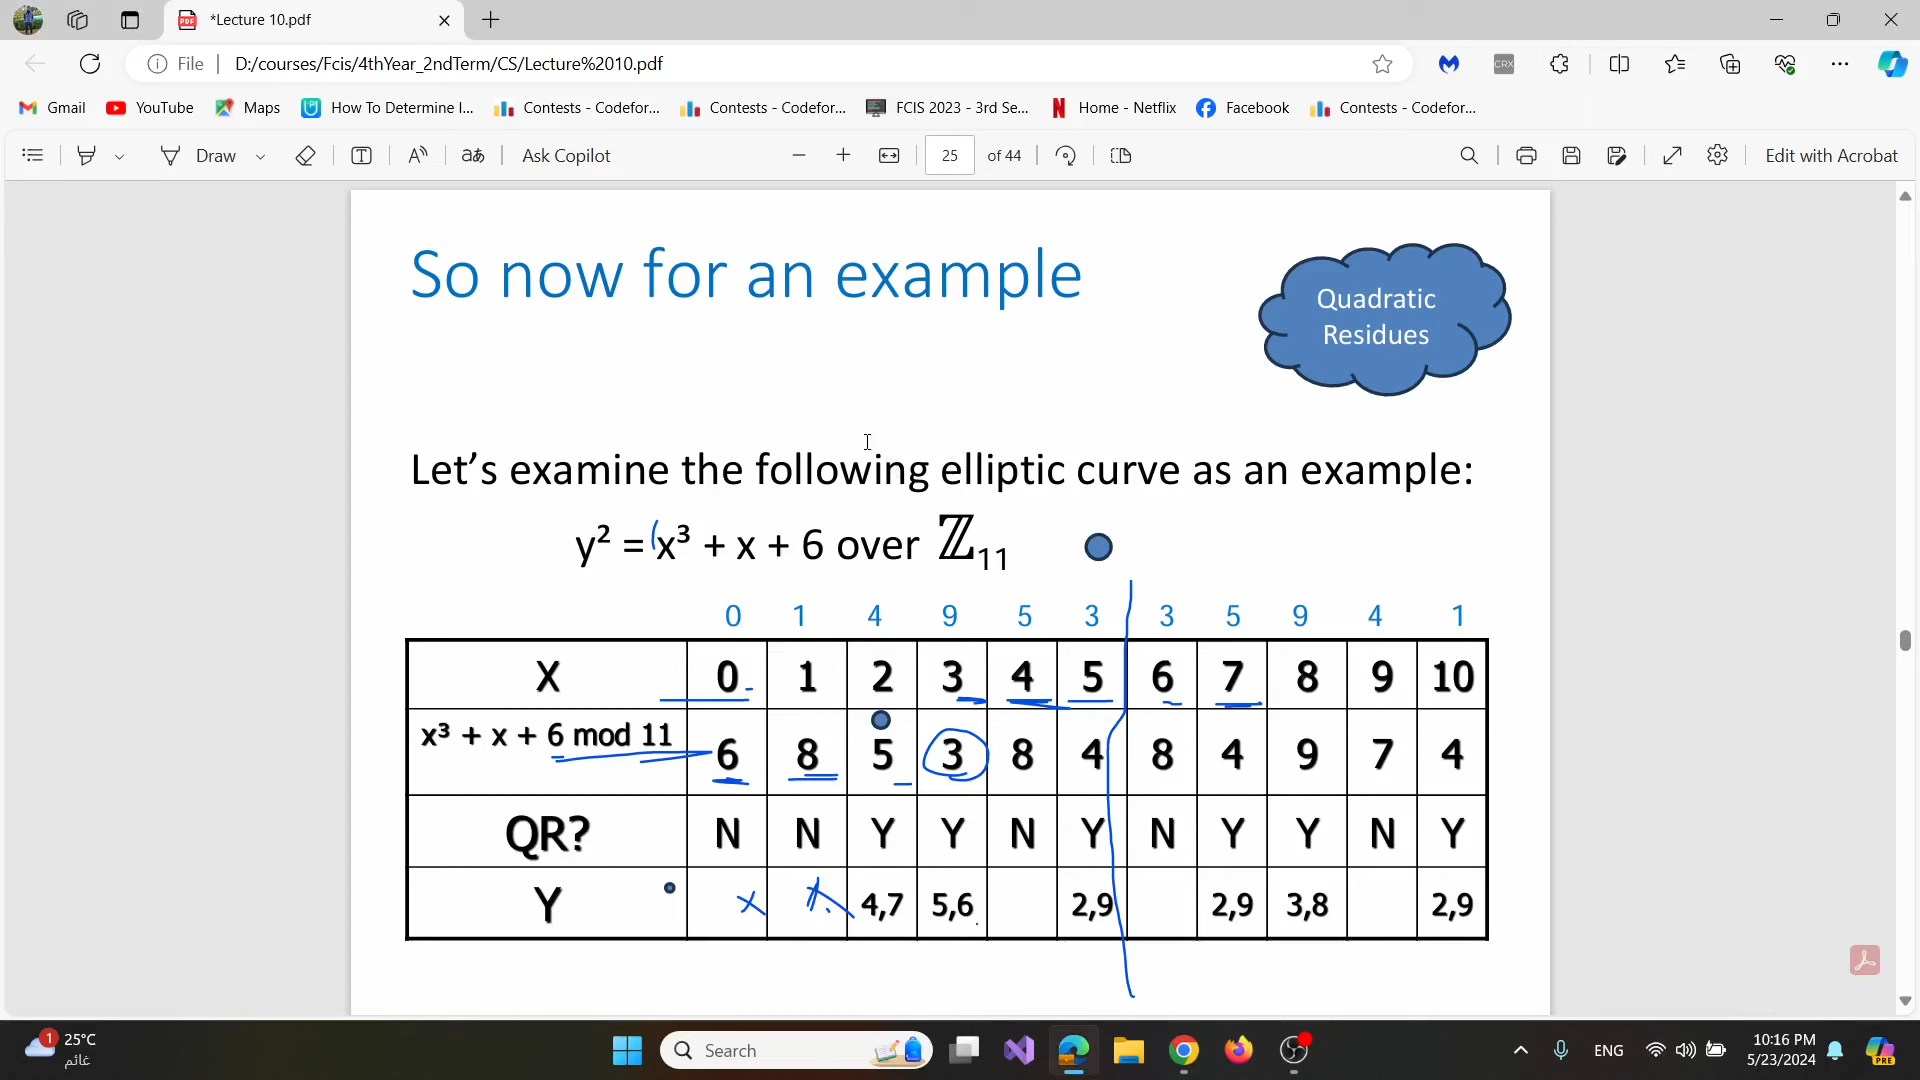 *Lecture 10.pdf
File D:/courses/Fcis/4thYear_2ndTerm/CS/Lecture%2010.pdf
CRX
Gmail YouTube Maps How To Determine I... Contests - Codefor... Contests - Codefor... FCIS 2023 - 3rd Se... Home - Netflix Facebook Contests - Codefor...
Draw Ask Copilot 25 of 44 Edit with Acrobat
So now for an example
Quadratic
Residues
Let's examine the following elliptic curve as an example:
y² = (x³ + x + 6 over ℤ₁₁
0 1 4 9 5 3 3 5 9 4 1
X 0 1 2 3 4 5 6 7 8 9 10
x³ + x + 6 mod 11 6 8 5 3 8 4 8 4 9 7 4
QR? N N Y Y N Y N Y Y N Y
Y x 4,7 5,6 2,9 2,9 3,8 2,9
1 25°C
غائم
Search
ENG
10:16 PM
5/23/2024
PRE